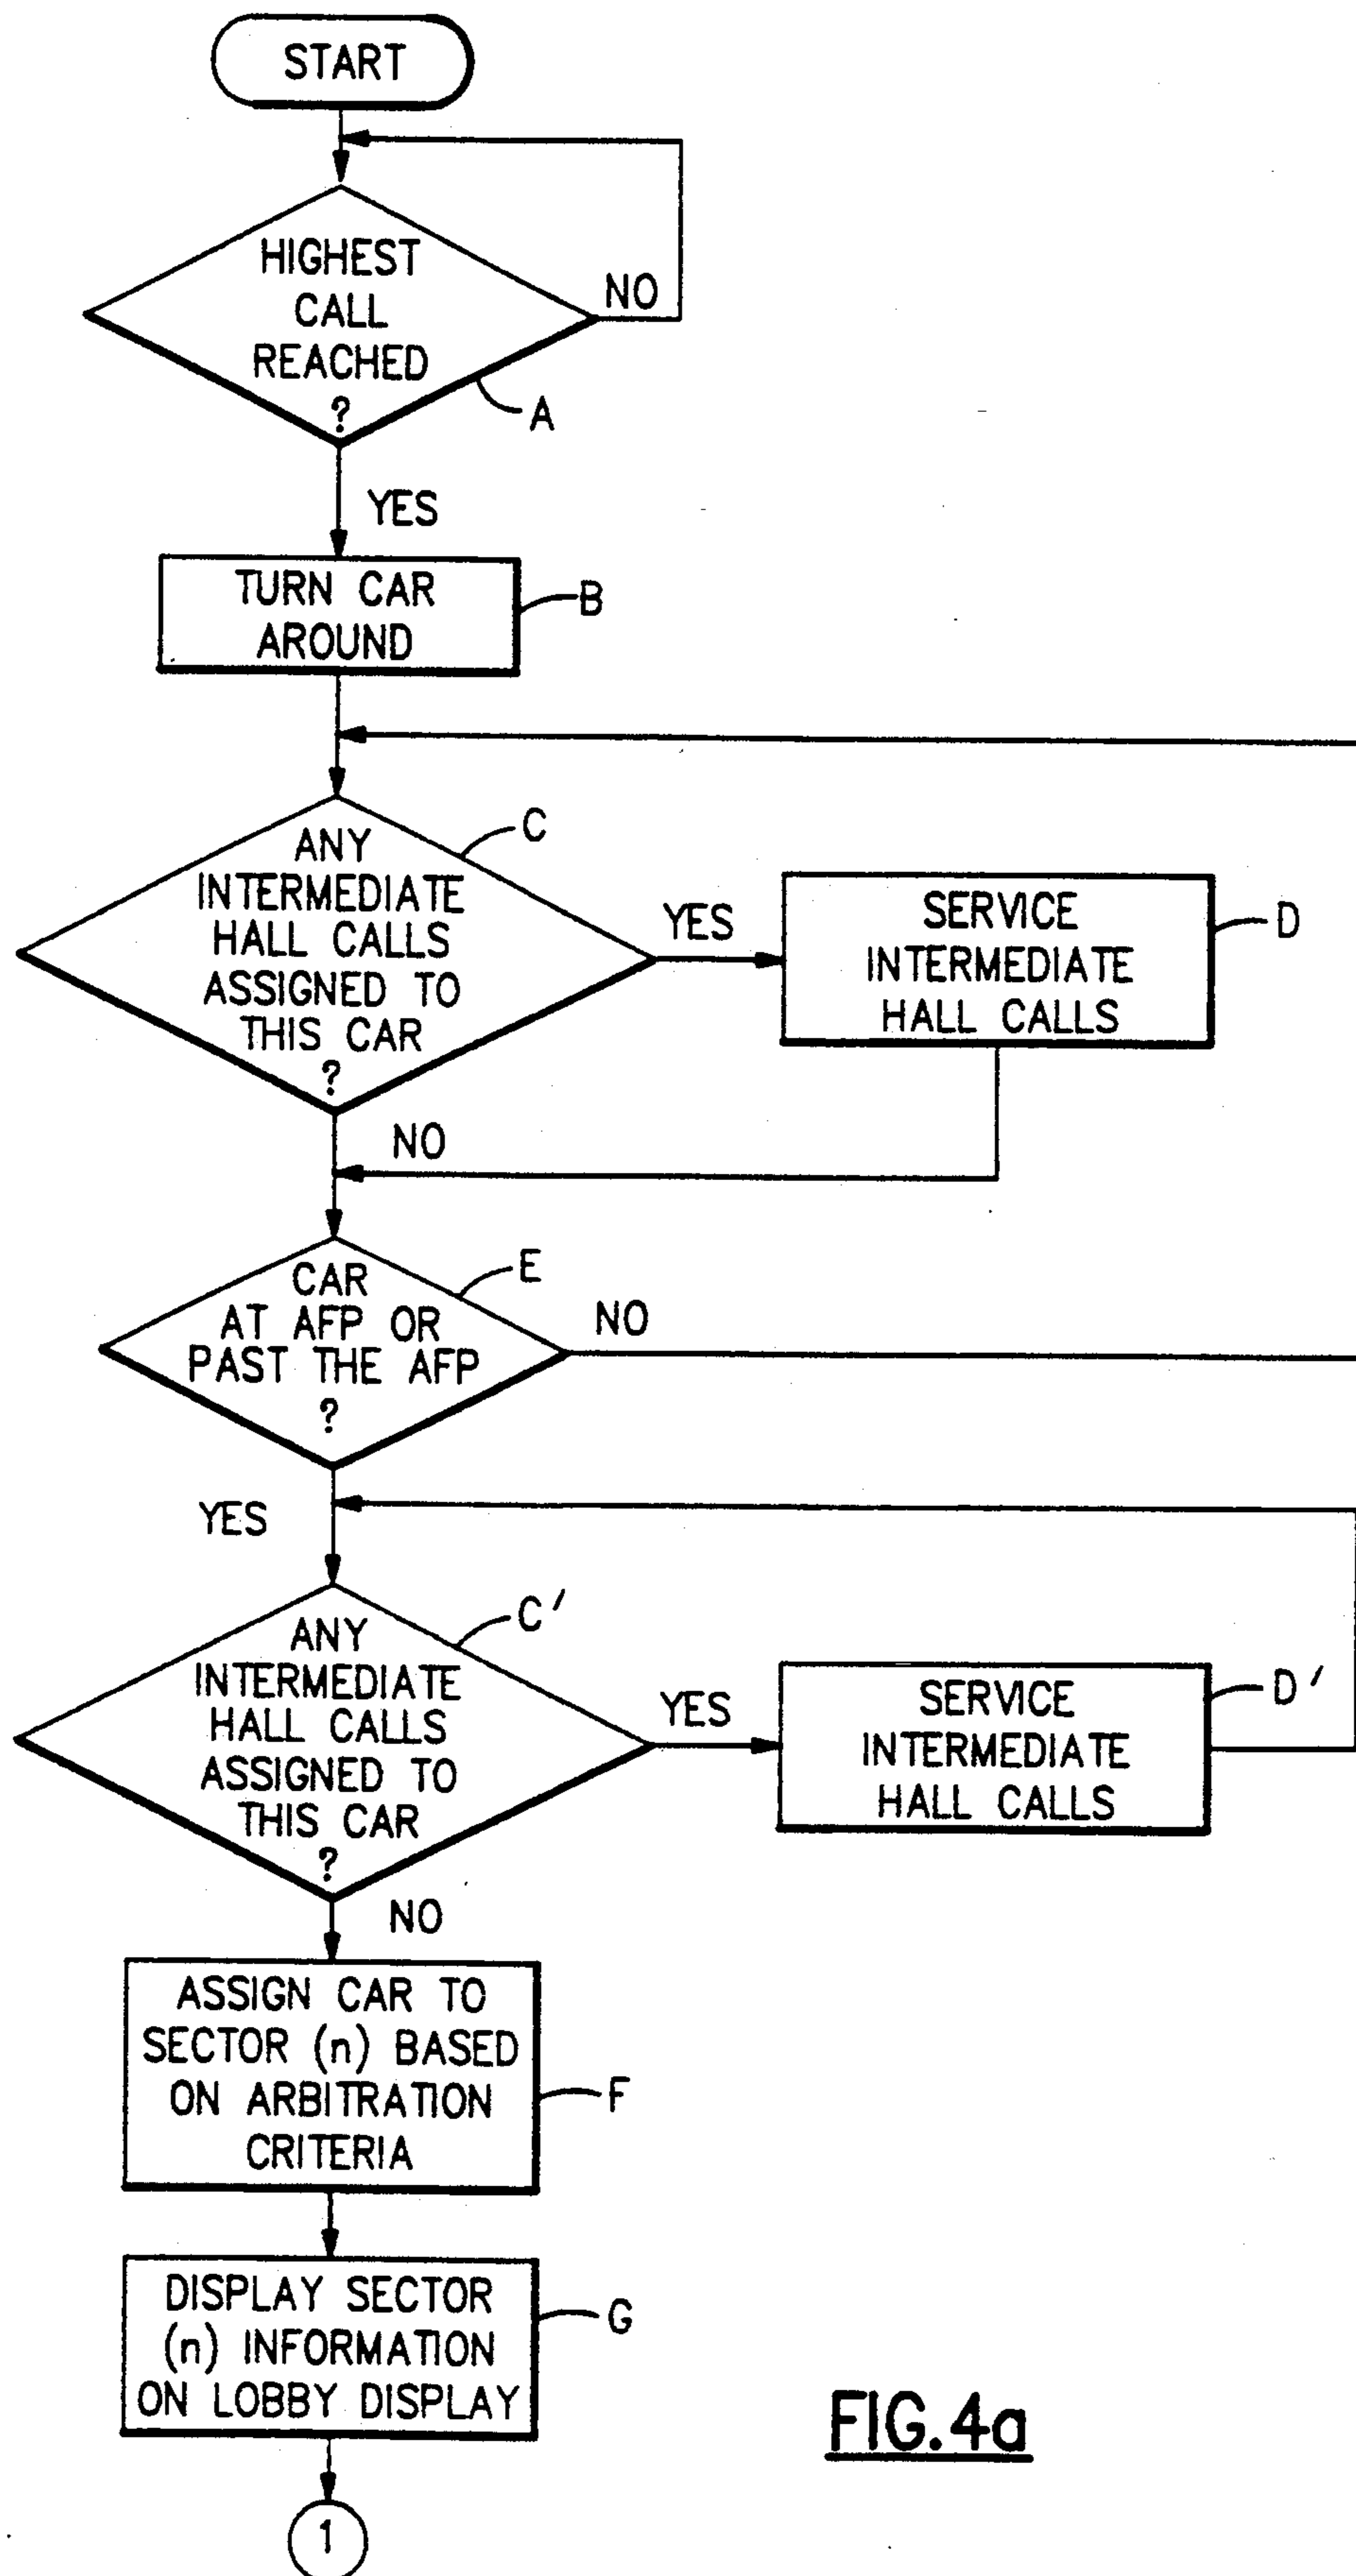 START
HIGHEST
CALL
REACHED
?
NO
A
YES
TURN CAR
AROUND
B
ANY
INTERMEDIATE
HALL CALLS
ASSIGNED TO
THIS CAR
?
C
YES
SERVICE
INTERMEDIATE
HALL CALLS
D
NO
CAR
AT AFP OR
PAST THE AFP
?
E
NO
YES
ANY
INTERMEDIATE
HALL CALLS
ASSIGNED TO
THIS CAR
?
C'
YES
SERVICE
INTERMEDIATE
HALL CALLS
D'
NO
ASSIGN CAR TO
SECTOR (n) BASED
ON ARBITRATION
CRITERIA
F
DISPLAY SECTOR
(n) INFORMATION
ON LOBBY DISPLAY
G
1
FIG.4a